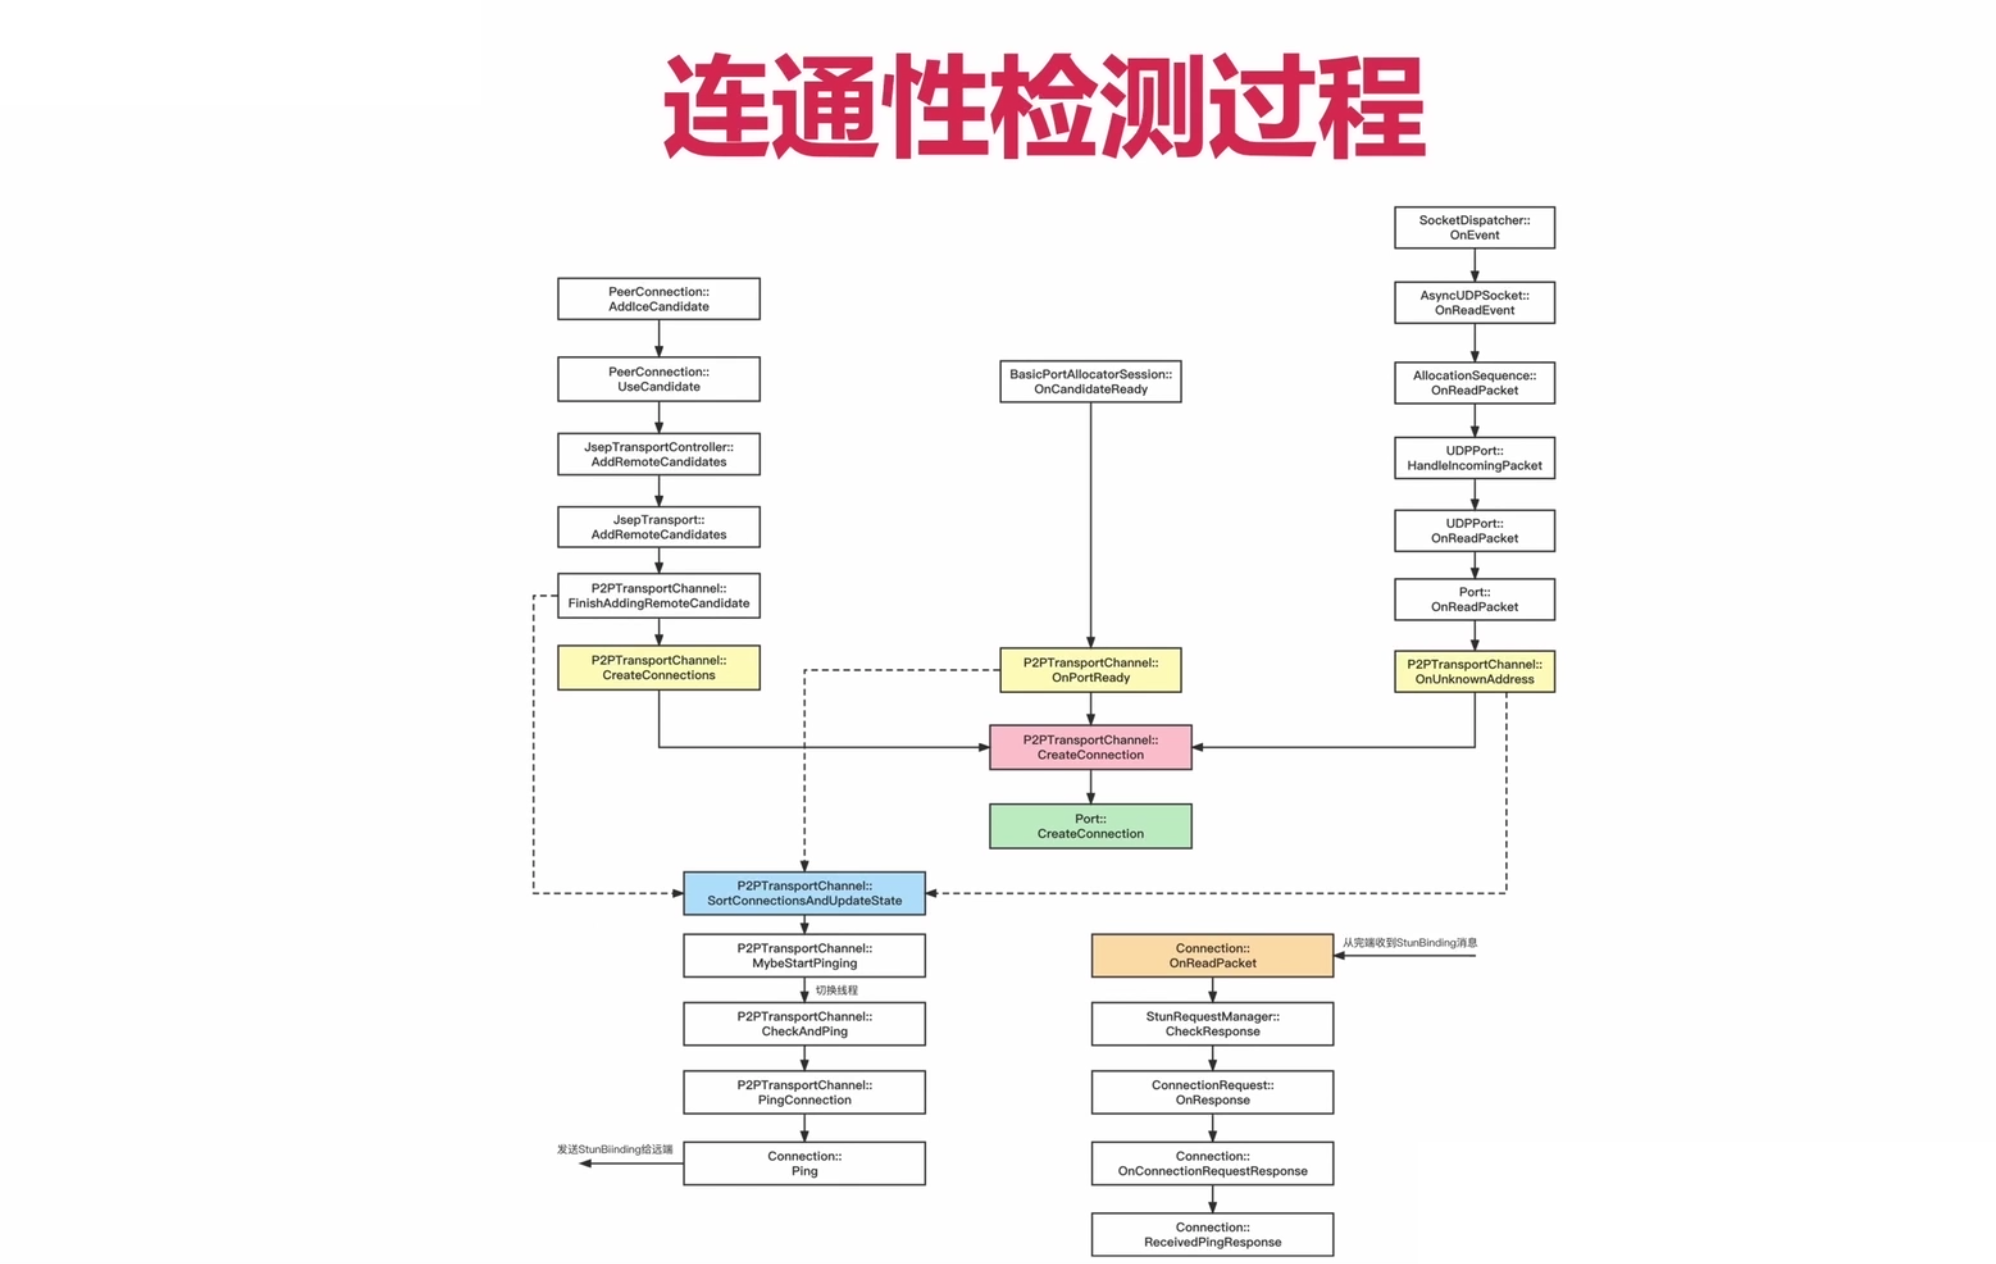 连通性检测过程
PeerConnection::
AddIceCandidate
PeerConnection::
UseCandidate
JsepTransportController::
AddRemoteCandidates
JsepTransport::
AddRemoteCandidates
P2PTransportChannel::
FinishAddingRemoteCandidate
P2PTransportChannel::
CreateConnections
BasicPortAllocatorSession::
OnCandidateReady
P2PTransportChannel::
OnPortReady
P2PTransportChannel::
CreateConnection
Port::
CreateConnection
SocketDispatcher::
OnEvent
AsyncUDPSocket::
OnReadEvent
AllocationSequence::
OnReadPacket
UDPPort::
HandleIncomingPacket
UDPPort::
OnReadPacket
Port::
OnReadPacket
P2PTransportChannel::
OnUnknownAddress
P2PTransportChannel::
SortConnectionsAndUpdateState
P2PTransportChannel::
MybeStartPinging
切换线程
P2PTransportChannel::
CheckAndPing
P2PTransportChannel::
PingConnection
Connection::
Ping
发送StunBiinding给远端
从完端收到StunBinding消息
Connection::
OnReadPacket
StunRequestManager::
CheckResponse
ConnectionRequest::
OnResponse
Connection::
OnConnectionRequestResponse
Connection::
ReceivedPingResponse